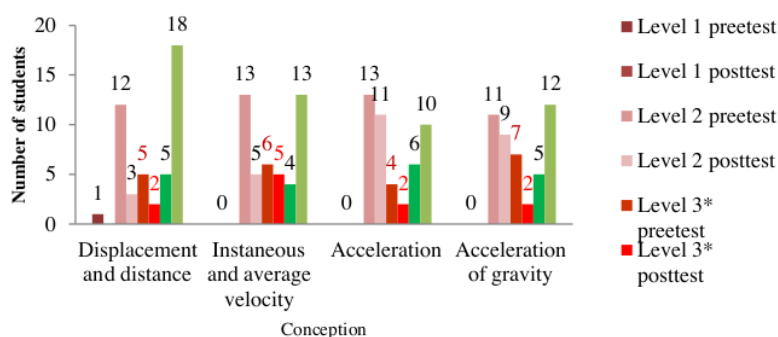 20
15
10
5
0
Number of students
1
12
3
5
2
5
18
0
13
5
6
5
4
13
0
13
11
4
2
6
10
0
11
9
7
2
5
12
Displacement
and distance
Instaneous
and average
velocity
Acceleration
Acceleration
of gravity
Conception
Level 1 preetest
Level 1 posttest
Level 2 preetest
Level 2 posttest
Level 3*
preetest
Level 3*
posttest